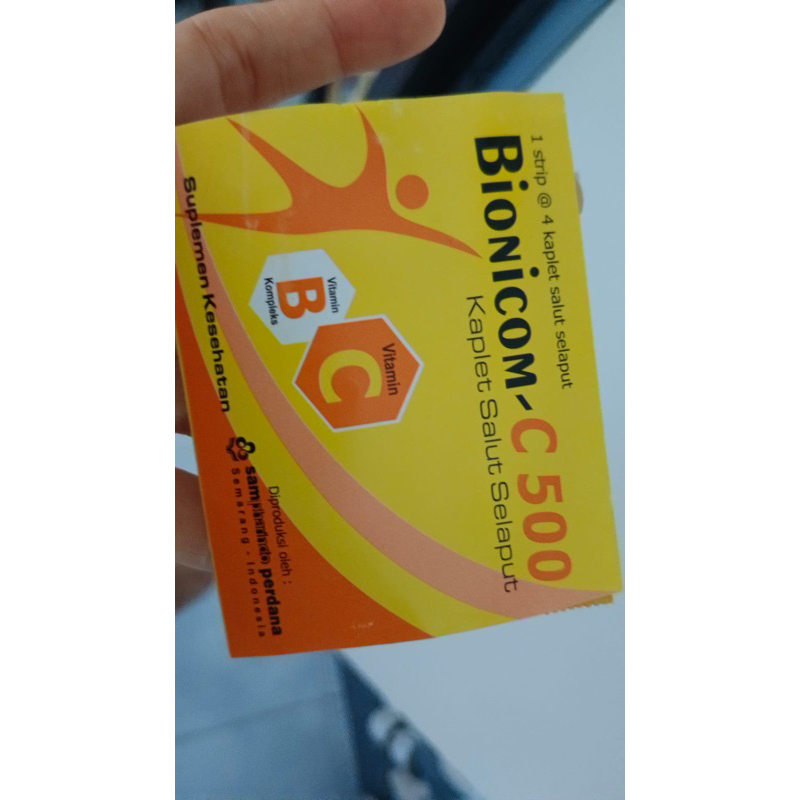 1 strip @ 4 kaplet salut selaput
BiONiCOM-C 500
Kaplet Salut Selaput
Vitamin
C
Vitamin
B
Kompleks
Suplemen Kesehatan
Diproduksi oleh :
perdana
Semarang - Indonesia